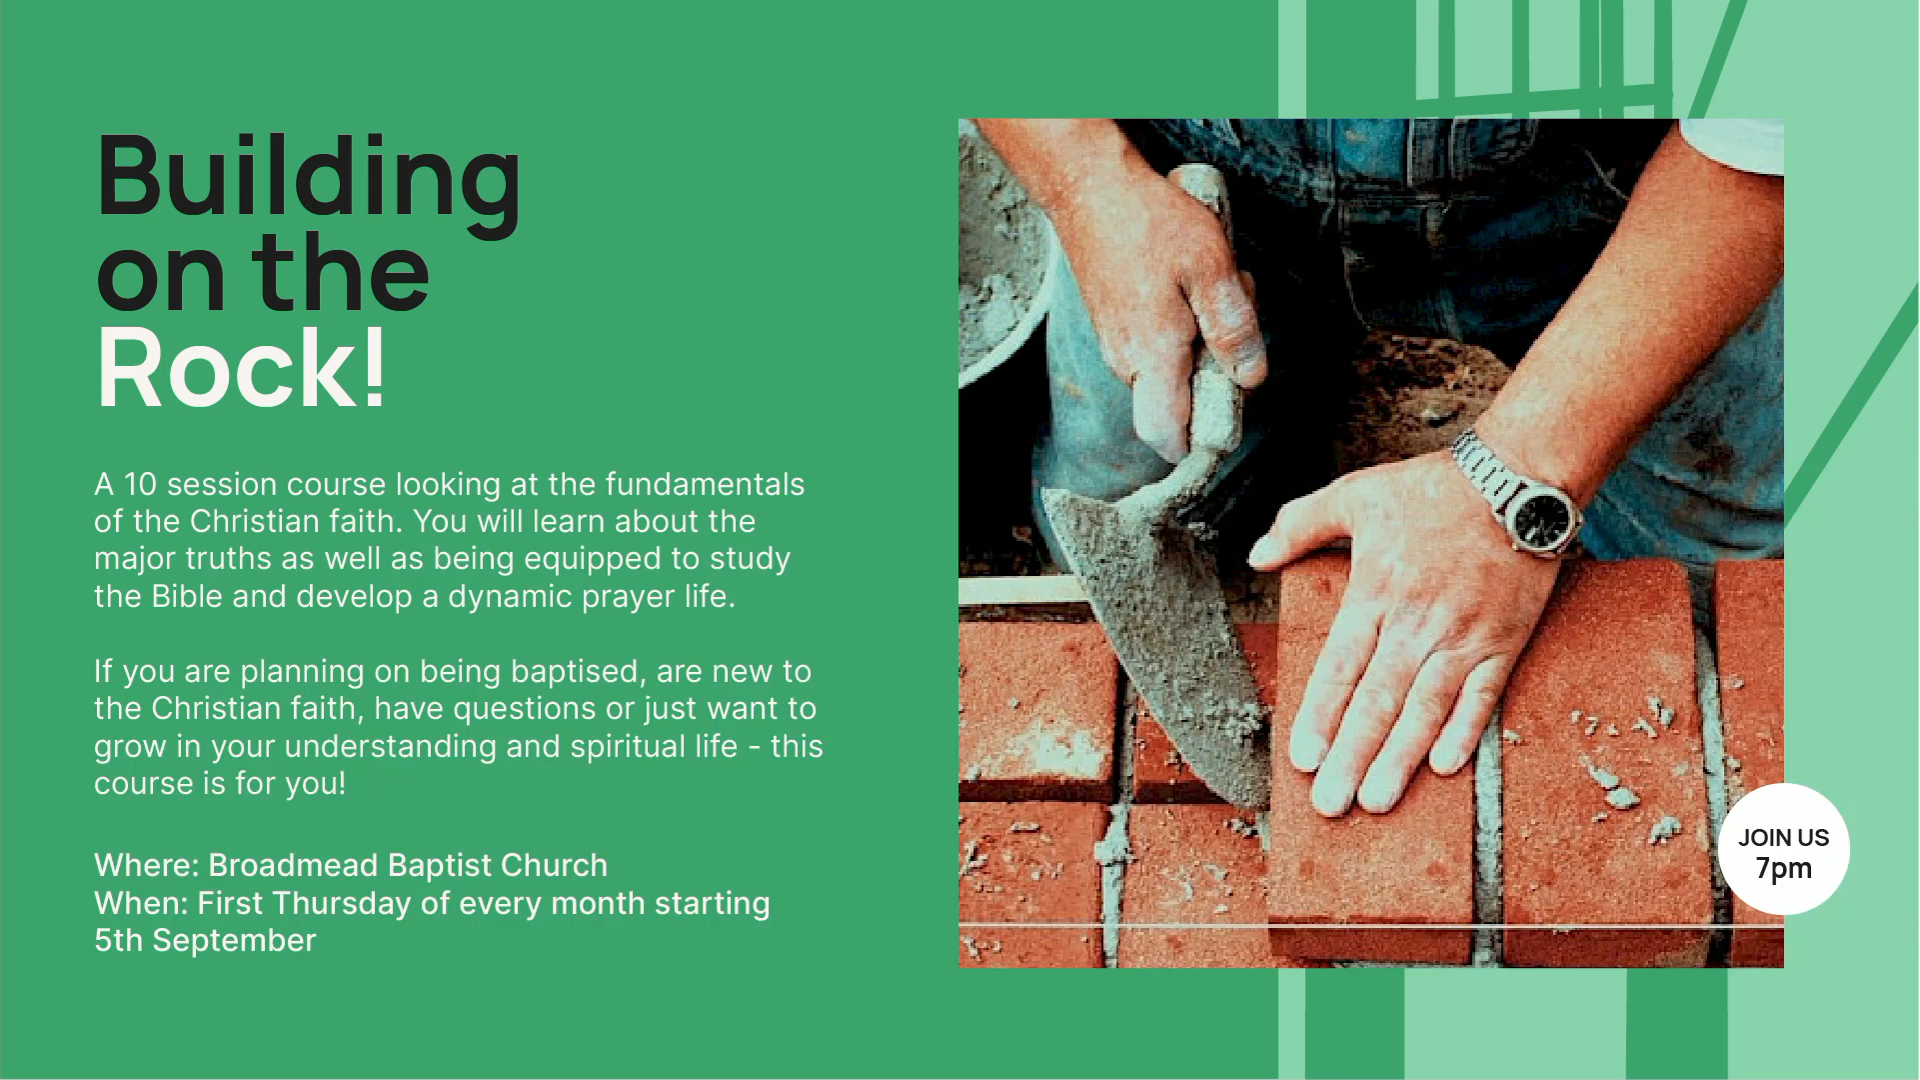 Building
on the
Rock!
A 10 session course looking at the fundamentals
of the Christian faith. You will learn about the
major truths as well as being equipped to study
the Bible and develop a dynamic prayer life.
If you are planning on being baptised, are new to
the Christian faith, have questions or just want to
grow in your understanding and spiritual life - this
course is for you!
Where: Broadmead Baptist Church
When: First Thursday of every month starting
5th September
JOIN US
7pm